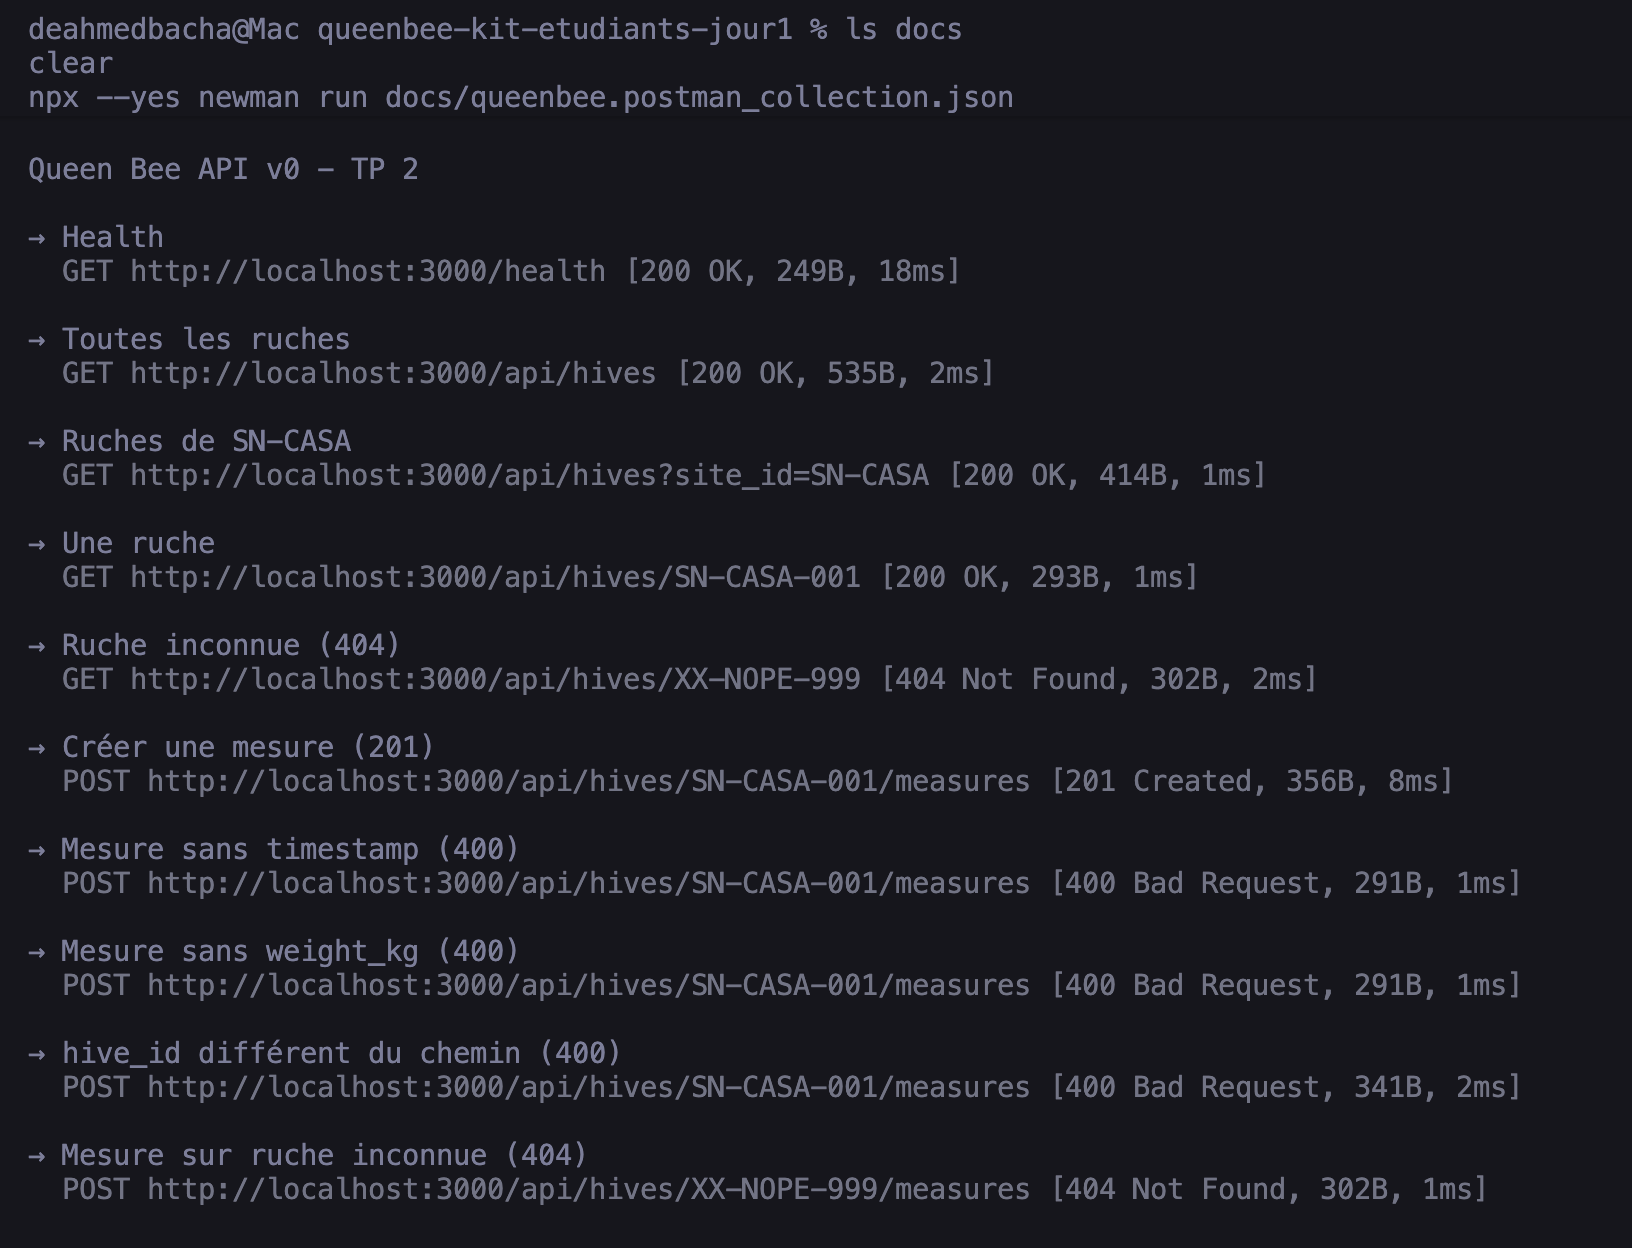 deahmedbacha@Mac queenbee-kit-etudiants-jour1 % ls docs
clear
npx --yes newman run docs/queenbee.postman_collection.json
Queen Bee API v0 - TP 2
→ Health
GET http://localhost:3000/health [200 OK, 249B, 18ms]
→ Toutes les ruches
GET http://localhost:3000/api/hives [200 OK, 535B, 2ms]
→ Ruches de SN-CASA
GET http://localhost:3000/api/hives?site_id=SN-CASA [200 OK, 414B, 1ms]
→ Une ruche
GET http://localhost:3000/api/hives/SN-CASA-001 [200 OK, 293B, 1ms]
→ Ruche inconnue (404)
GET http://localhost:3000/api/hives/XX-NOPE-999 [404 Not Found, 302B, 2ms]
→ Créer une mesure (201)
POST http://localhost:3000/api/hives/SN-CASA-001/measures [201 Created, 356B, 8ms]
→ Mesure sans timestamp (400)
POST http://localhost:3000/api/hives/SN-CASA-001/measures [400 Bad Request, 291B, 1ms]
→ Mesure sans weight_kg (400)
POST http://localhost:3000/api/hives/SN-CASA-001/measures [400 Bad Request, 291B, 1ms]
→ hive_id différent du chemin (400)
POST http://localhost:3000/api/hives/SN-CASA-001/measures [400 Bad Request, 341B, 2ms]
→ Mesure sur ruche inconnue (404)
POST http://localhost:3000/api/hives/XX-NOPE-999/measures [404 Not Found, 302B, 1ms]